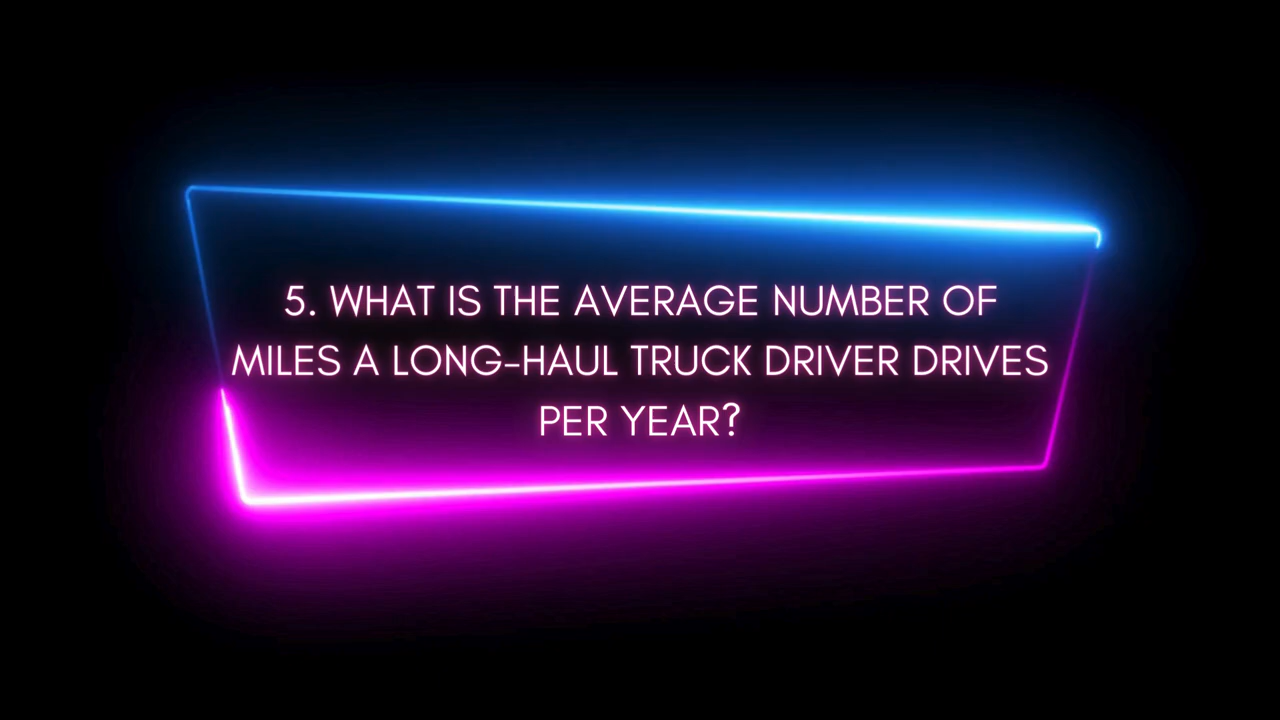 5. WHAT IS THE AVERAGE NUMBER OF
MILES A LONG-HAUL TRUCK DRIVER DRIVES
PER YEAR?